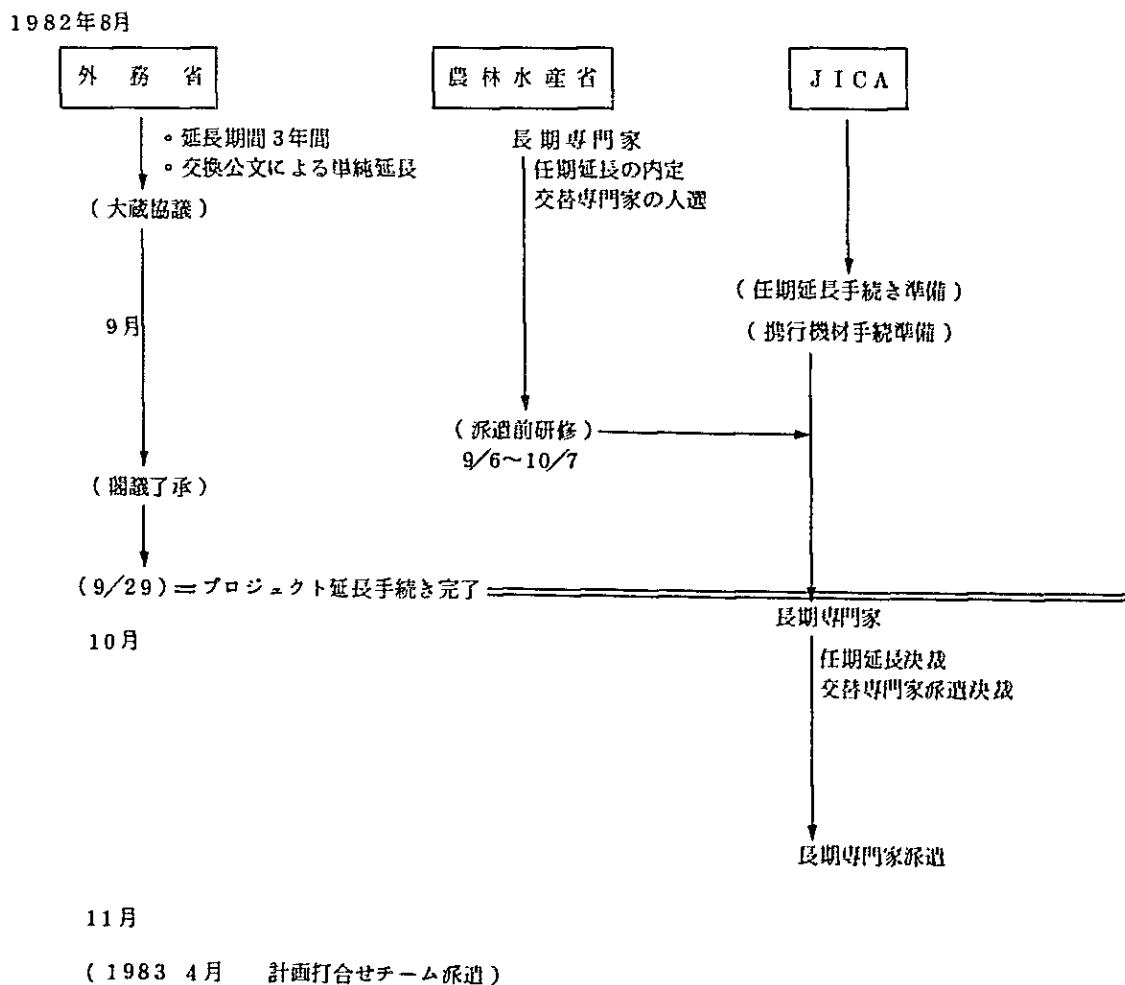 1982年8月
外務省
農林水産省
JICA
。延長期間3年間
。交換公文による単純延長
(大蔵協議)
長期専門家
任期延長の内定
交替専門家の人選
(任期延長手続き準備)
(携行機材手続準備)
9月
(派遣前研修)
9/6~10/7
(閣議了承)
(9/29)=プロジェクト延長手続き完了
長期専門家
10月
任期延長決裁
交替専門家派遣決裁
長期専門家派遣
11月
(1983 4月 計画打合せチーム派遣)